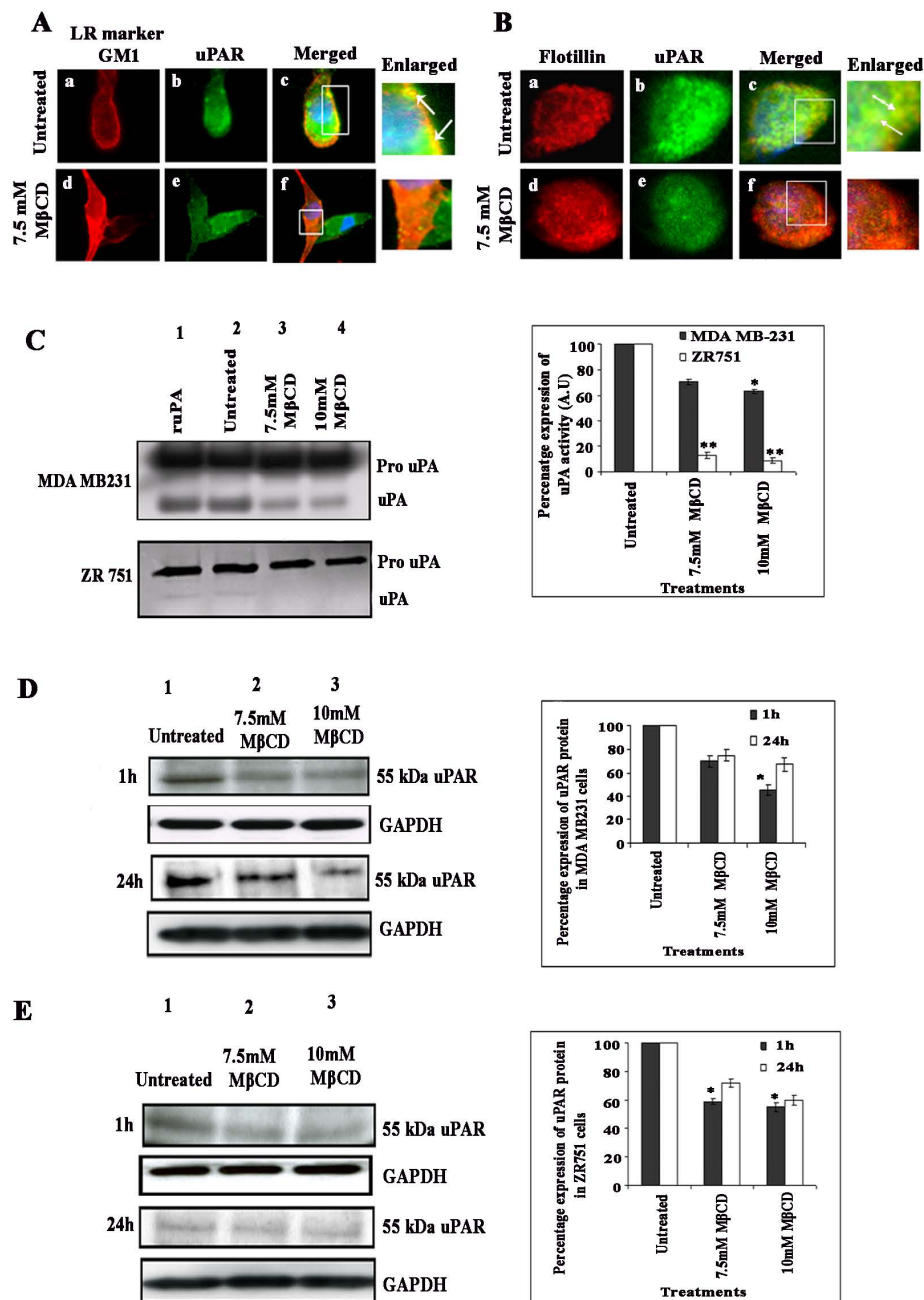 A
LR marker
GM1
uPAR
Merged
Enlarged
Untreated
a
b
c
7.5 mM
MβCD
d
e
f
B
Flotillin
uPAR
Merged
Enlarged
Untreated
a
b
c
7.5 mM
MβCD
d
e
f
C
1
2
3
4
ruPA
Untreated
7.5mM
MβCD
10mM
MβCD
MDA MB231
Pro uPA
uPA
ZR 751
Pro uPA
uPA
Percenatge expression of
uPA activity (A.U)
100
80
60
40
20
0
MDA MB-231
ZR751
*
**
**
Untreated
7.5mM MβCD
10mM MβCD
Treatments
D
1
2
3
Untreated
7.5mM
MβCD
10mM
MβCD
1h
55 kDa uPAR
GAPDH
24h
55 kDa uPAR
GAPDH
Percentage expression of uPAR protein
in MDA MB231 cells
100
80
60
40
20
0
1h
24h
*
Untreated
7.5mM MβCD
10mM MβCD
Treatments
E
1
2
3
Untreated
7.5mM
MβCD
10mM
MβCD
1h
55 kDa uPAR
GAPDH
24h
55 kDa uPAR
GAPDH
Percentage expression of uPAR protein
in ZR751 cells
100
80
60
40
20
0
1h
24h
*
*
Untreated
7.5mM MβCD
10mM MβCD
Treatments